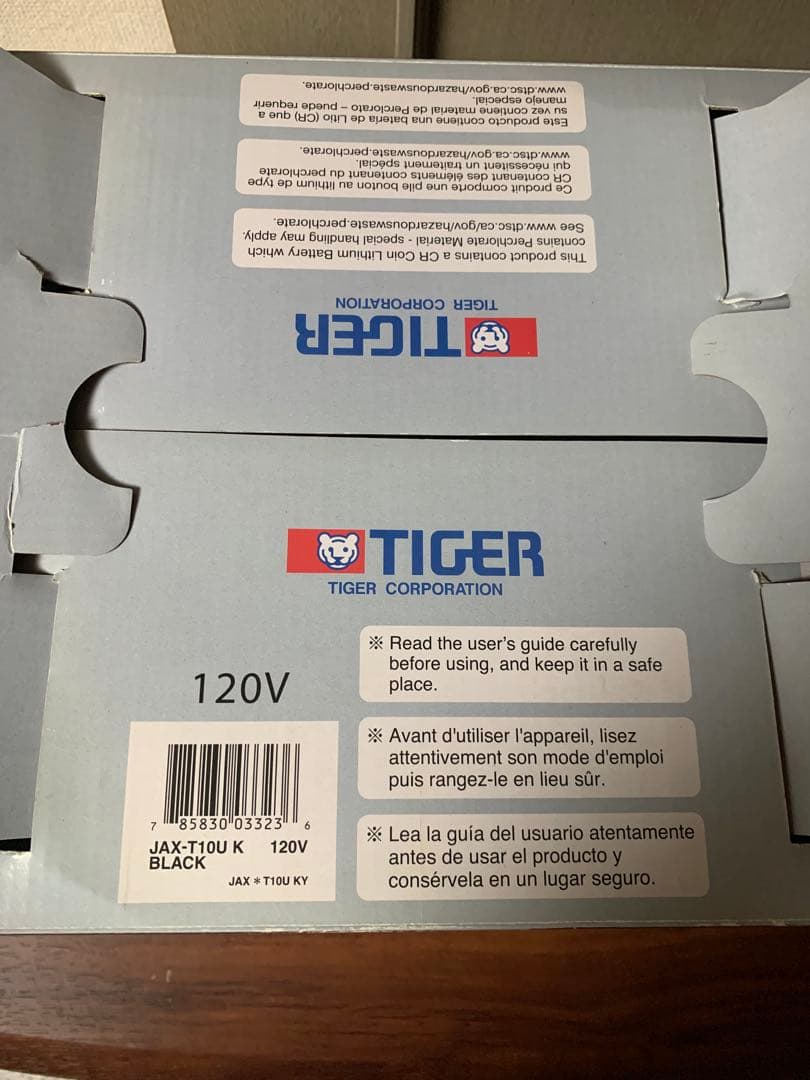 Este producto contiene una batería de Litio (CR) que a
su vez contiene material de Perclorato – puede requerir
manejo especial.
www.dtsc.ca.gov/hazardouswaste.perchlorate.
Ce produit comporte une pile bouton au lithium de type
CR contenant des éléments contenant du perchlorate
qui nécessitent un traitement spécial.
www.dtsc.ca.gov/hazardouswaste.perchlorate.
This product contains a CR Coin Lithium Battery which
contains Perchlorate Material - special handling may apply.
See www.dtsc.ca/gov/hazardouswaste.perchlorate.
TIGER
TIGER CORPORATION
TIGER
TIGER CORPORATION
※ Read the user's guide carefully
before using, and keep it in a safe
place.
120V
※ Avant d'utiliser l'appareil, lisez
attentivement son mode d'emploi
puis rangez-le en lieu sûr.
7 85830 03323 6
JAX-T10U K 120V
BLACK
JAX＊T10U KY
※ Lea la guía del usuario atentamente
antes de usar el producto y
consérvela en un lugar seguro.